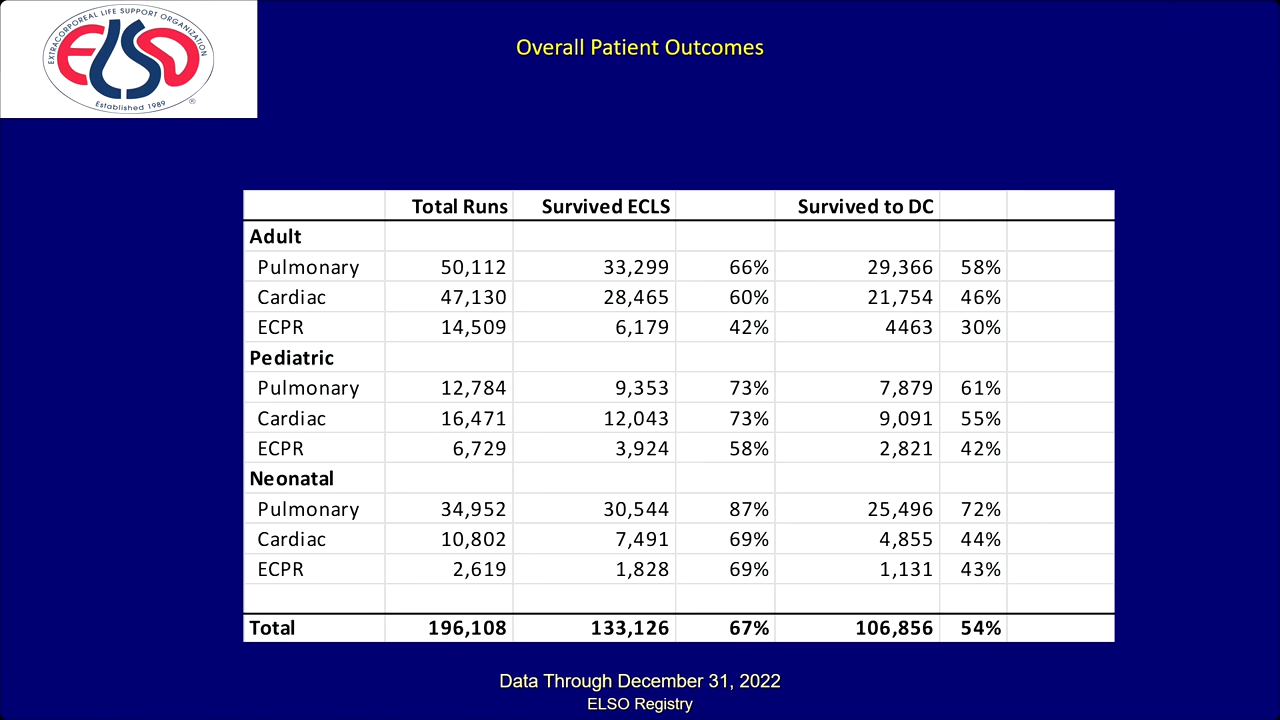 EXTRACORPOREAL LIFE SUPPORT ORGANIZATION
ELSO
Established 1989 ®
Overall Patient Outcomes
Total Runs Survived ECLS Survived to DC
Adult
Pulmonary 50,112 33,299 66% 29,366 58%
Cardiac 47,130 28,465 60% 21,754 46%
ECPR 14,509 6,179 42% 4463 30%
Pediatric
Pulmonary 12,784 9,353 73% 7,879 61%
Cardiac 16,471 12,043 73% 9,091 55%
ECPR 6,729 3,924 58% 2,821 42%
Neonatal
Pulmonary 34,952 30,544 87% 25,496 72%
Cardiac 10,802 7,491 69% 4,855 44%
ECPR 2,619 1,828 69% 1,131 43%
Total 196,108 133,126 67% 106,856 54%
Data Through December 31, 2022
ELSO Registry